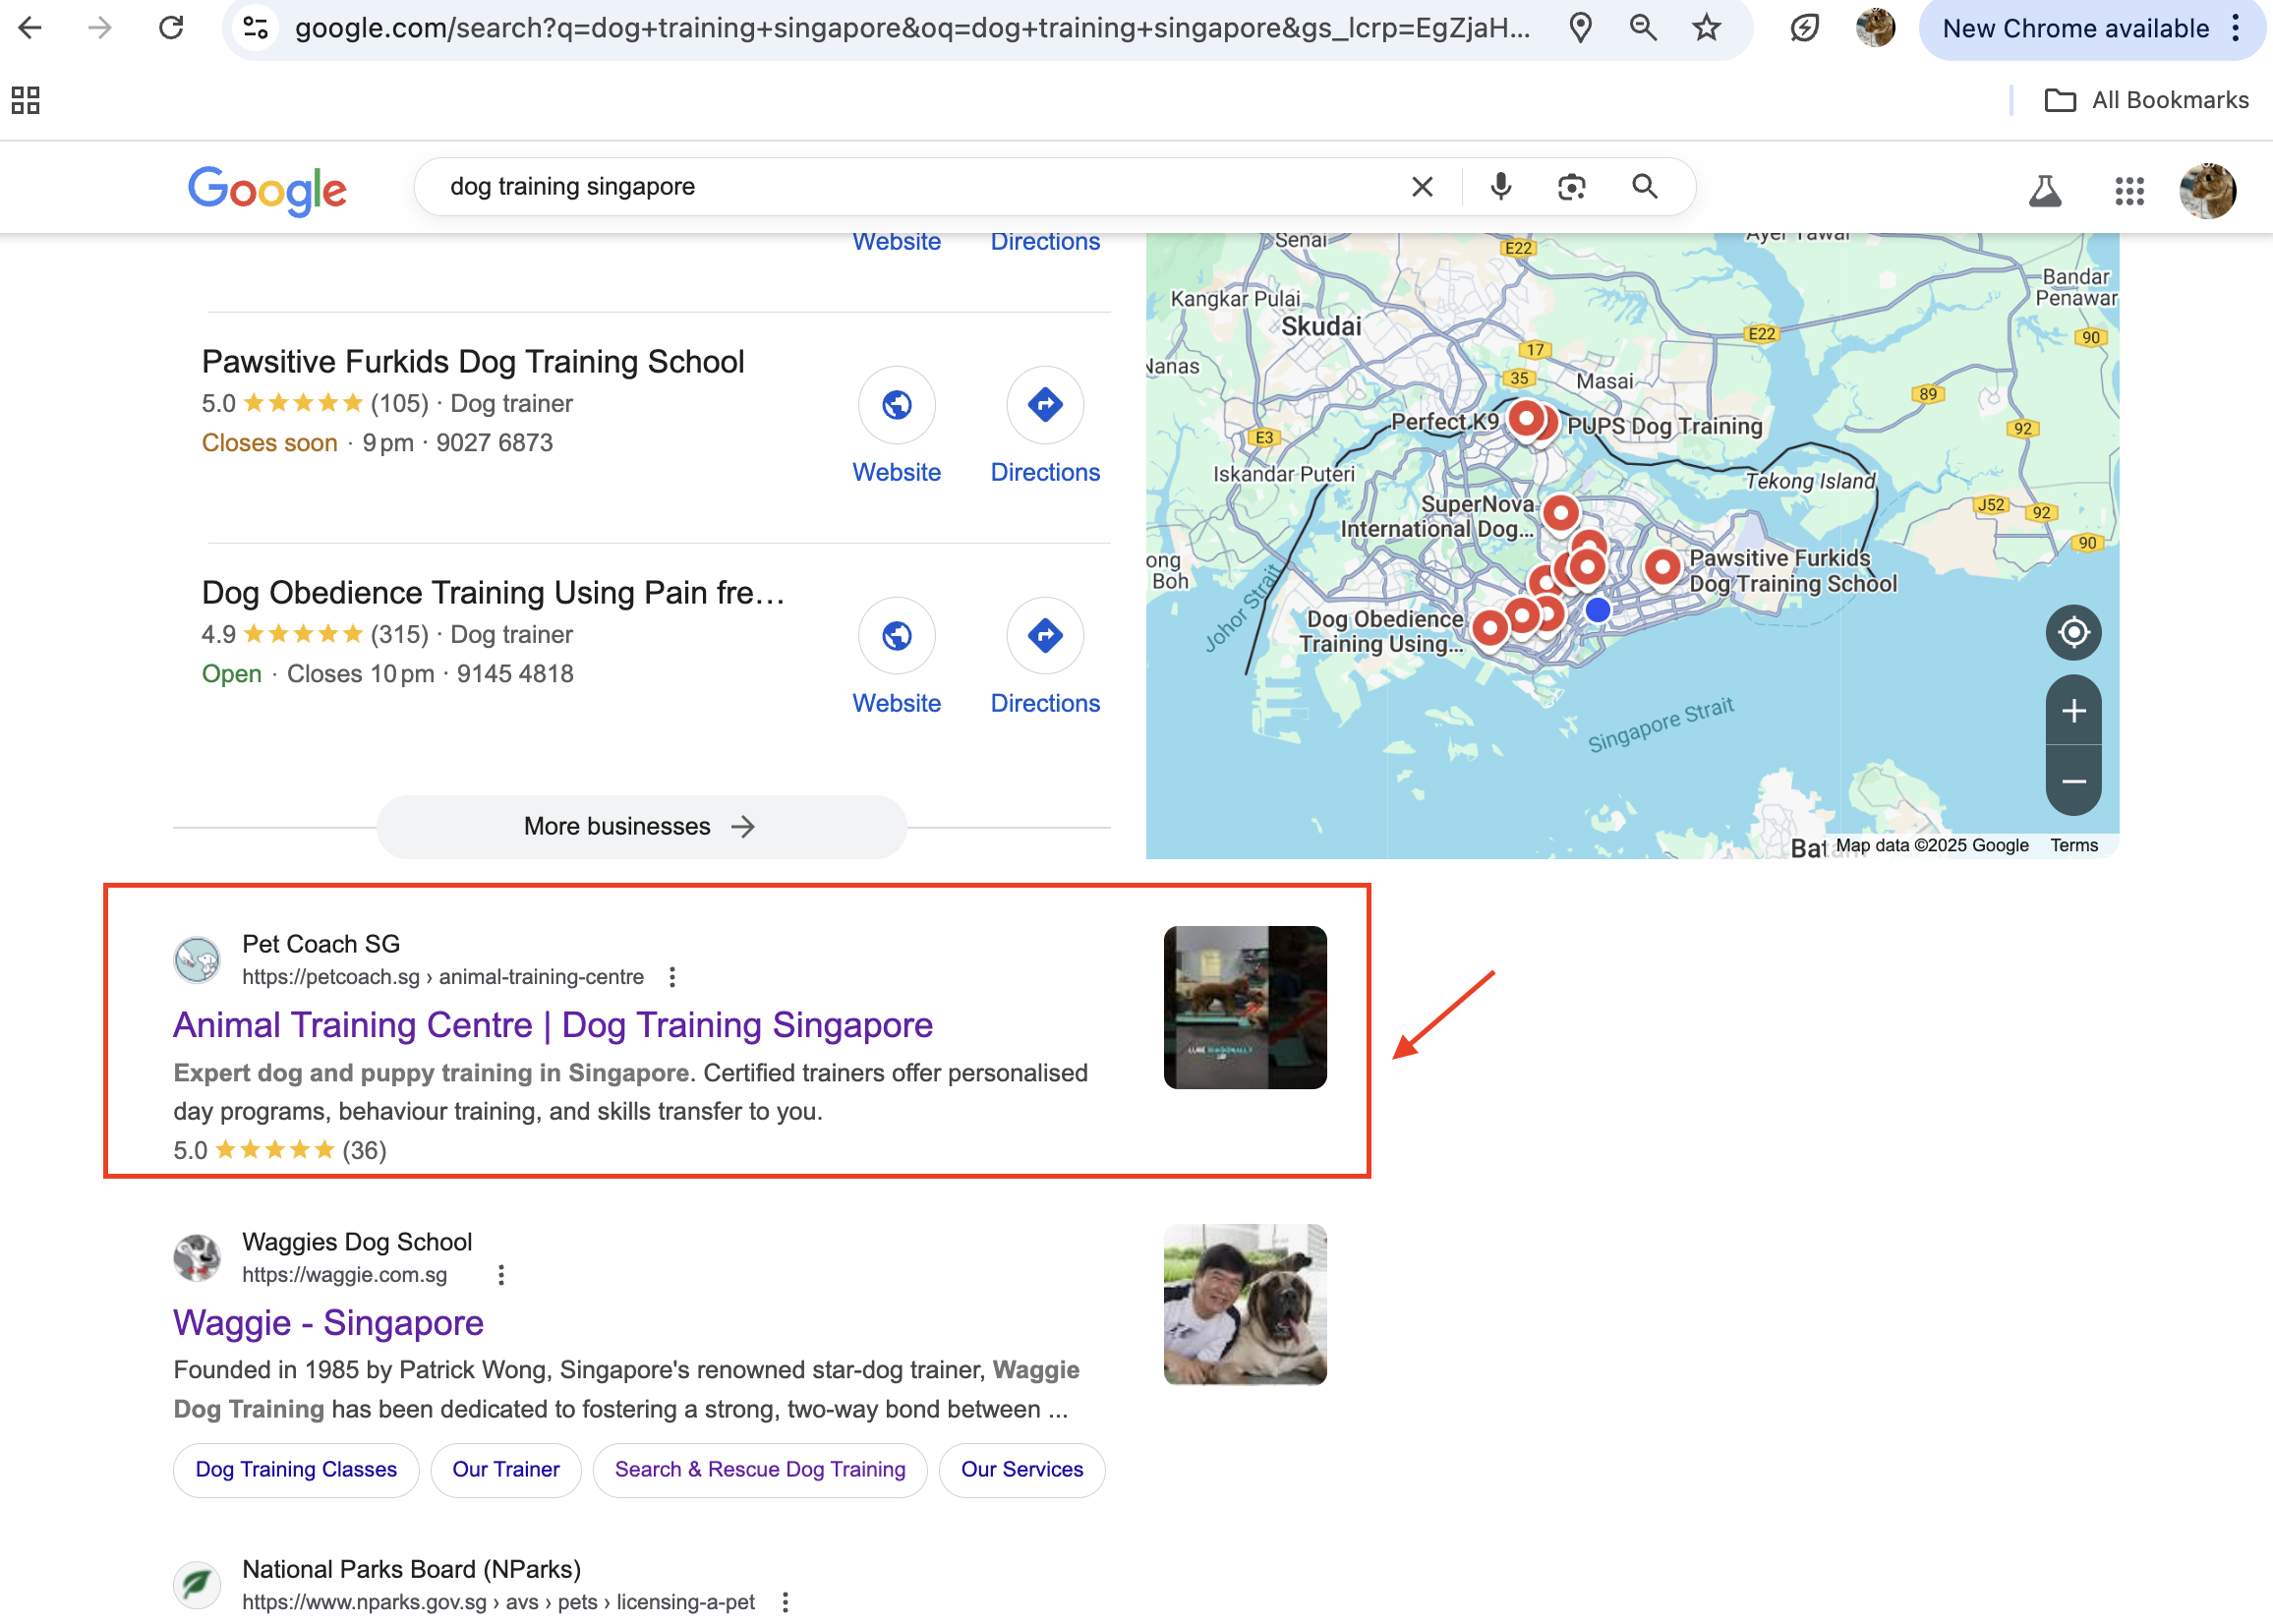 google.com/search?q=dog+training+singapore&oq=dog+training+singapore&gs_lcrp=EgZjaH...
New Chrome available
All Bookmarks
Google
dog training singapore
Website
Directions
Pawsitive Furkids Dog Training School
5.0 (105) · Dog trainer
Closes soon · 9 pm · 9027 6873
Website
Directions
Dog Obedience Training Using Pain fre...
4.9 (315) · Dog trainer
Open · Closes 10 pm · 9145 4818
Website
Directions
More businesses
Senai
E22
Bandar
Penawar
Kangkar Pulai
Skudai
E22
90
17
Nanas
35
Masai
89
Perfect K9
PUPS Dog Training
92
E3
Iskandar Puteri
Tekong Island
SuperNova
International Dog...
J52
92
90
ong
Boh
Pawsitive Furkids
Dog Training School
Johor Strait
Dog Obedience
Training Using...
Singapore Strait
Map data ©2025 Google
Terms
Pet Coach SG
https://petcoach.sg › animal-training-centre
Animal Training Centre | Dog Training Singapore
Expert dog and puppy training in Singapore. Certified trainers offer personalised
day programs, behaviour training, and skills transfer to you.
5.0 (36)
Waggies Dog School
https://waggie.com.sg
Waggie - Singapore
Founded in 1985 by Patrick Wong, Singapore's renowned star-dog trainer, Waggie
Dog Training has been dedicated to fostering a strong, two-way bond between ...
Dog Training Classes
Our Trainer
Search & Rescue Dog Training
Our Services
National Parks Board (NParks)
https://www.nparks.gov.sg › avs › pets › licensing-a-pet